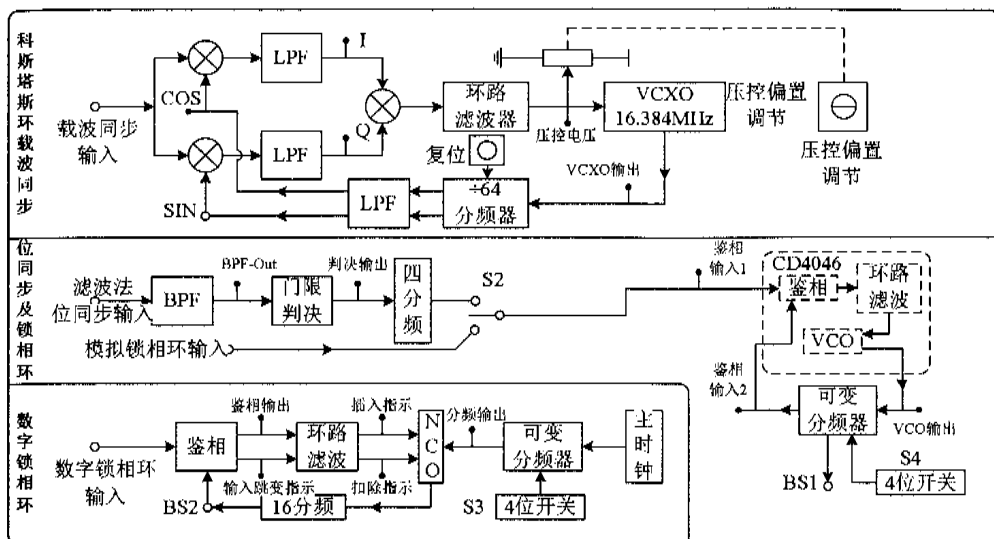 科斯塔斯环载波同步
载波同步
输入
COS
SIN
LPF
I
LPF
Q
环路
滤波器
压控电压
VCXO
16.384MHz
压控偏置
调节
压控偏置
调节
复位
VCXO输出
÷64
分频器
LPF
位同步及锁相环
滤波法
位同步输入
BPF
BPF-Out
门限
判决
判决输出
四分频
S2
模拟锁相环输入
鉴相
输入1
CD4046
鉴相
环路
滤波
VCO
鉴相
输入2
可变
分频器
VCO输出
BS1
S4
4位开关
数字锁相环
数字锁相环
输入
鉴相
鉴相输出
输入跳变指示
环路
滤波
插入指示
扣除指示
NCO
分频输出
可变
分频器
主时钟
BS2
16分频
S3
4位开关